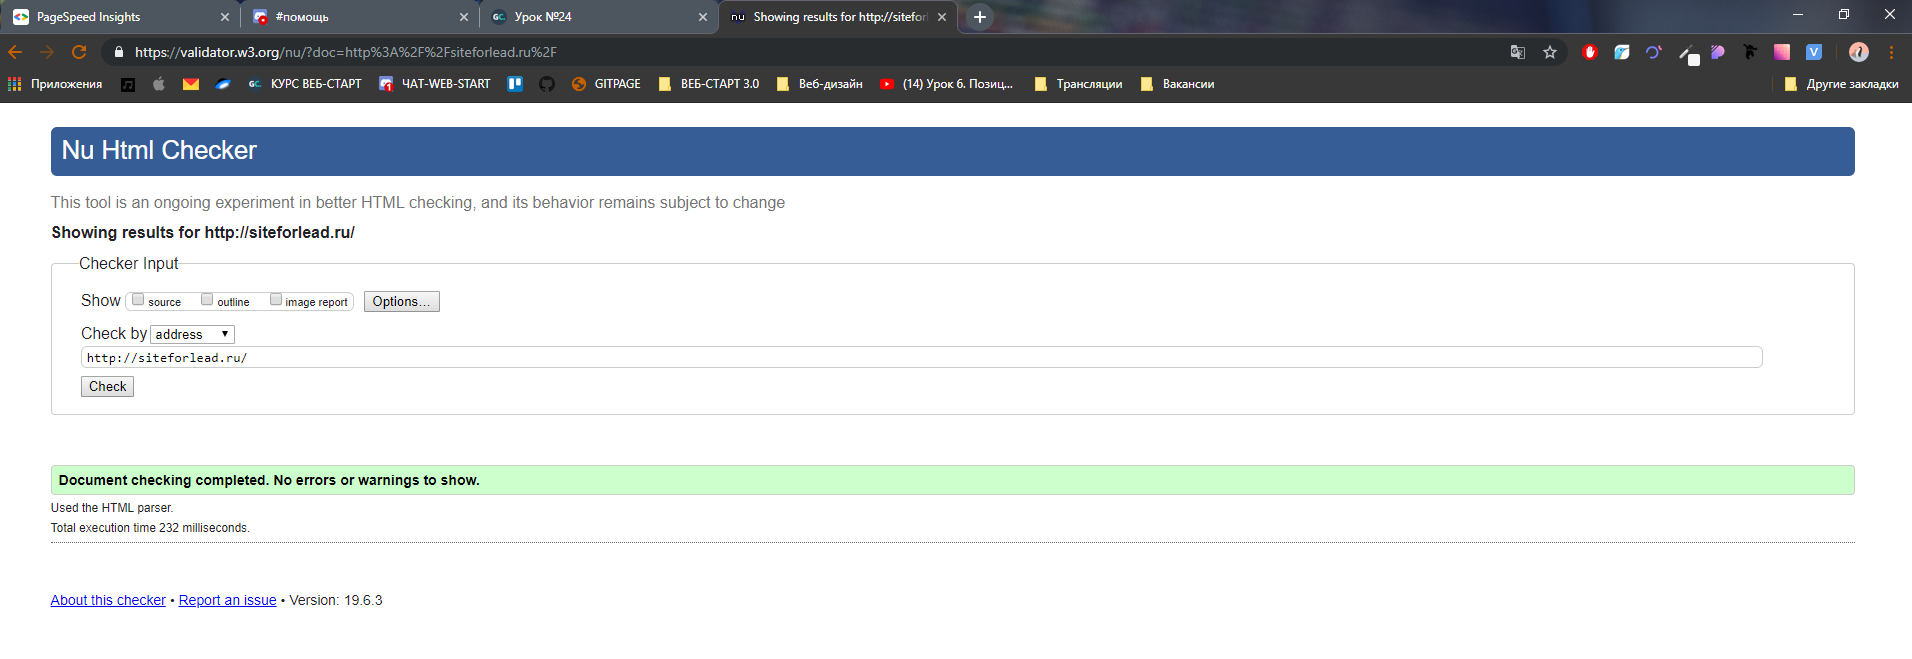 PageSpeed Insights
#помощь
GC Урок №24
nu Showing results for http://sitefor
https://validator.w3.org/nu/?doc=http%3A%2F%2Fsiteforlead.ru%2F
Приложения GC КУРС ВЕБ-СТАРТ 1 ЧАТ-WEB-START GITPAGE ВЕБ-СТАРТ 3.0 Веб-дизайн (14) Урок 6. Позиц... Трансляции Вакансии Другие закладки
Nu Html Checker
This tool is an ongoing experiment in better HTML checking, and its behavior remains subject to change
Showing results for http://siteforlead.ru/
Checker Input
Show source outline image report Options...
Check by address
http://siteforlead.ru/
Check
Document checking completed. No errors or warnings to show.
Used the HTML parser.
Total execution time 232 milliseconds.
About this checker • Report an issue • Version: 19.6.3